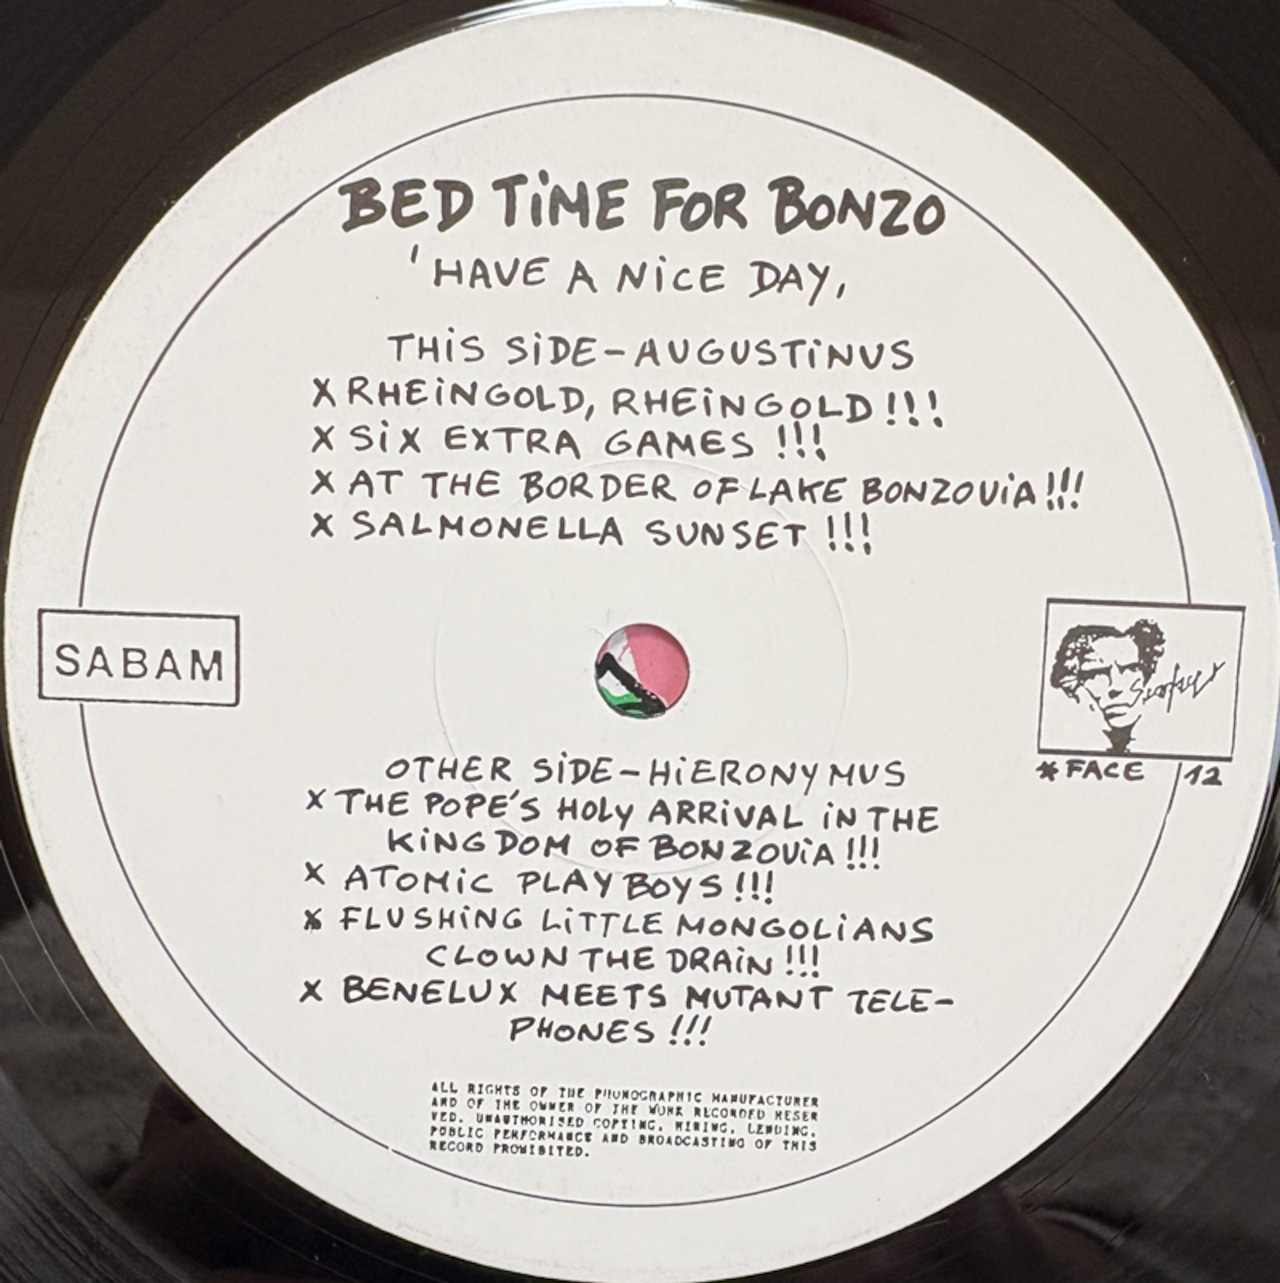 BED TiME FOR BONZO
'HAVE A NiCE DAY,
THiS SiDE-AUGUSTiNUS
X RHEiNGOLD, RHEiNGOLD!!!
X SiX EXTRA GAMES !!!
X AT THE BORDER OF LAKE BONZOViA!!!
X SALMONELLA SUNSET !!!
SABAM
Surfer
* FACE 12
OTHER SiDE-HiERONYMUS
X THE POPE'S HOLY ARRiVAL iN THE
KiNGDOM OF BONZOViA!!!
X ATOMiC PLAYBOYS!!!
X FLUSHiNG LiTTLE MONGOLiANS
CLOWN THE DRAiN!!!
X BENELUX MEETS MUTANT TELE-
PHONES!!!
ALL RIGHTS OF THE PHONOGRAPHIC MANUFACTURER
AND OF THE OWNER OF THE WORK RECORDED RESER
VED. UNAUTHORISED COPYING, HIRING, LENDING,
PUBLIC PERFORMANCE AND BROADCASTING OF THIS
RECORD PROHIBITED.